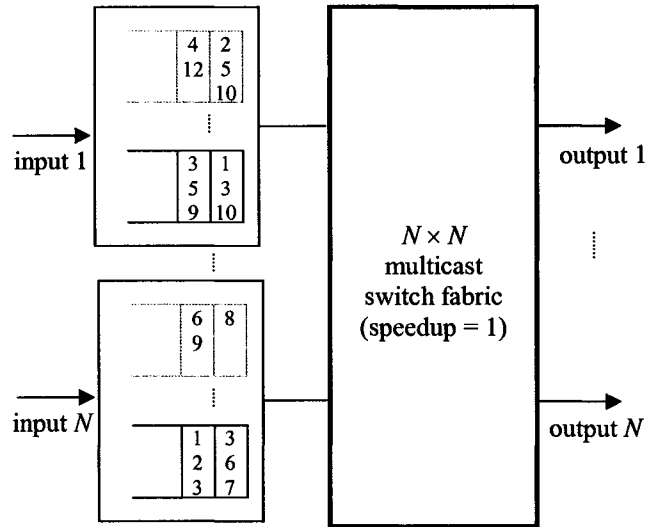 4 2
12 5
10
3 1
5 3
9 10
input 1
output 1
N × N
multicast
switch fabric
(speedup = 1)
6 8
9
1 3
2 6
3 7
input N
output N